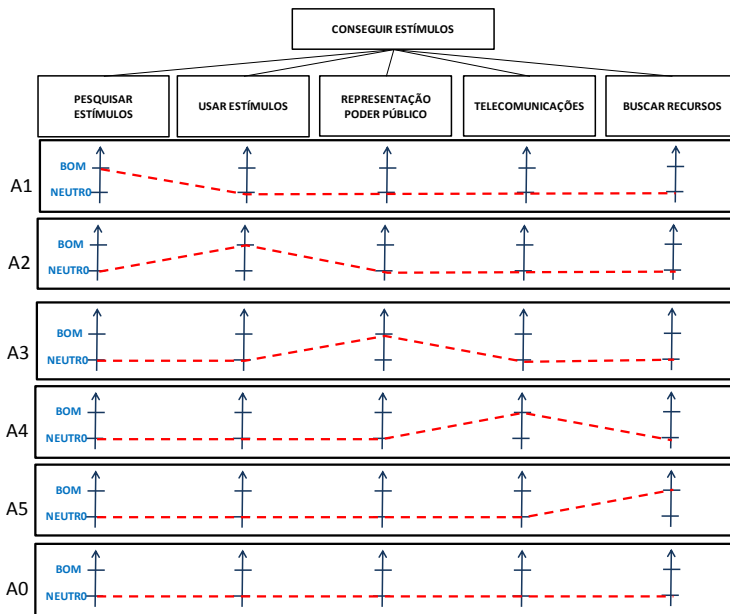 CONSEGUIR ESTÍMULOS
PESQUISAR
ESTÍMULOS
USAR ESTÍMULOS
REPRESENTAÇÃO
PODER PÚBLICO
TELECOMUNICAÇÕES
BUSCAR RECURSOS
A1
BOM
NEUTR0
A2
BOM
NEUTR0
A3
BOM
NEUTR0
A4
BOM
NEUTR0
A5
BOM
NEUTR0
A0
BOM
NEUTR0